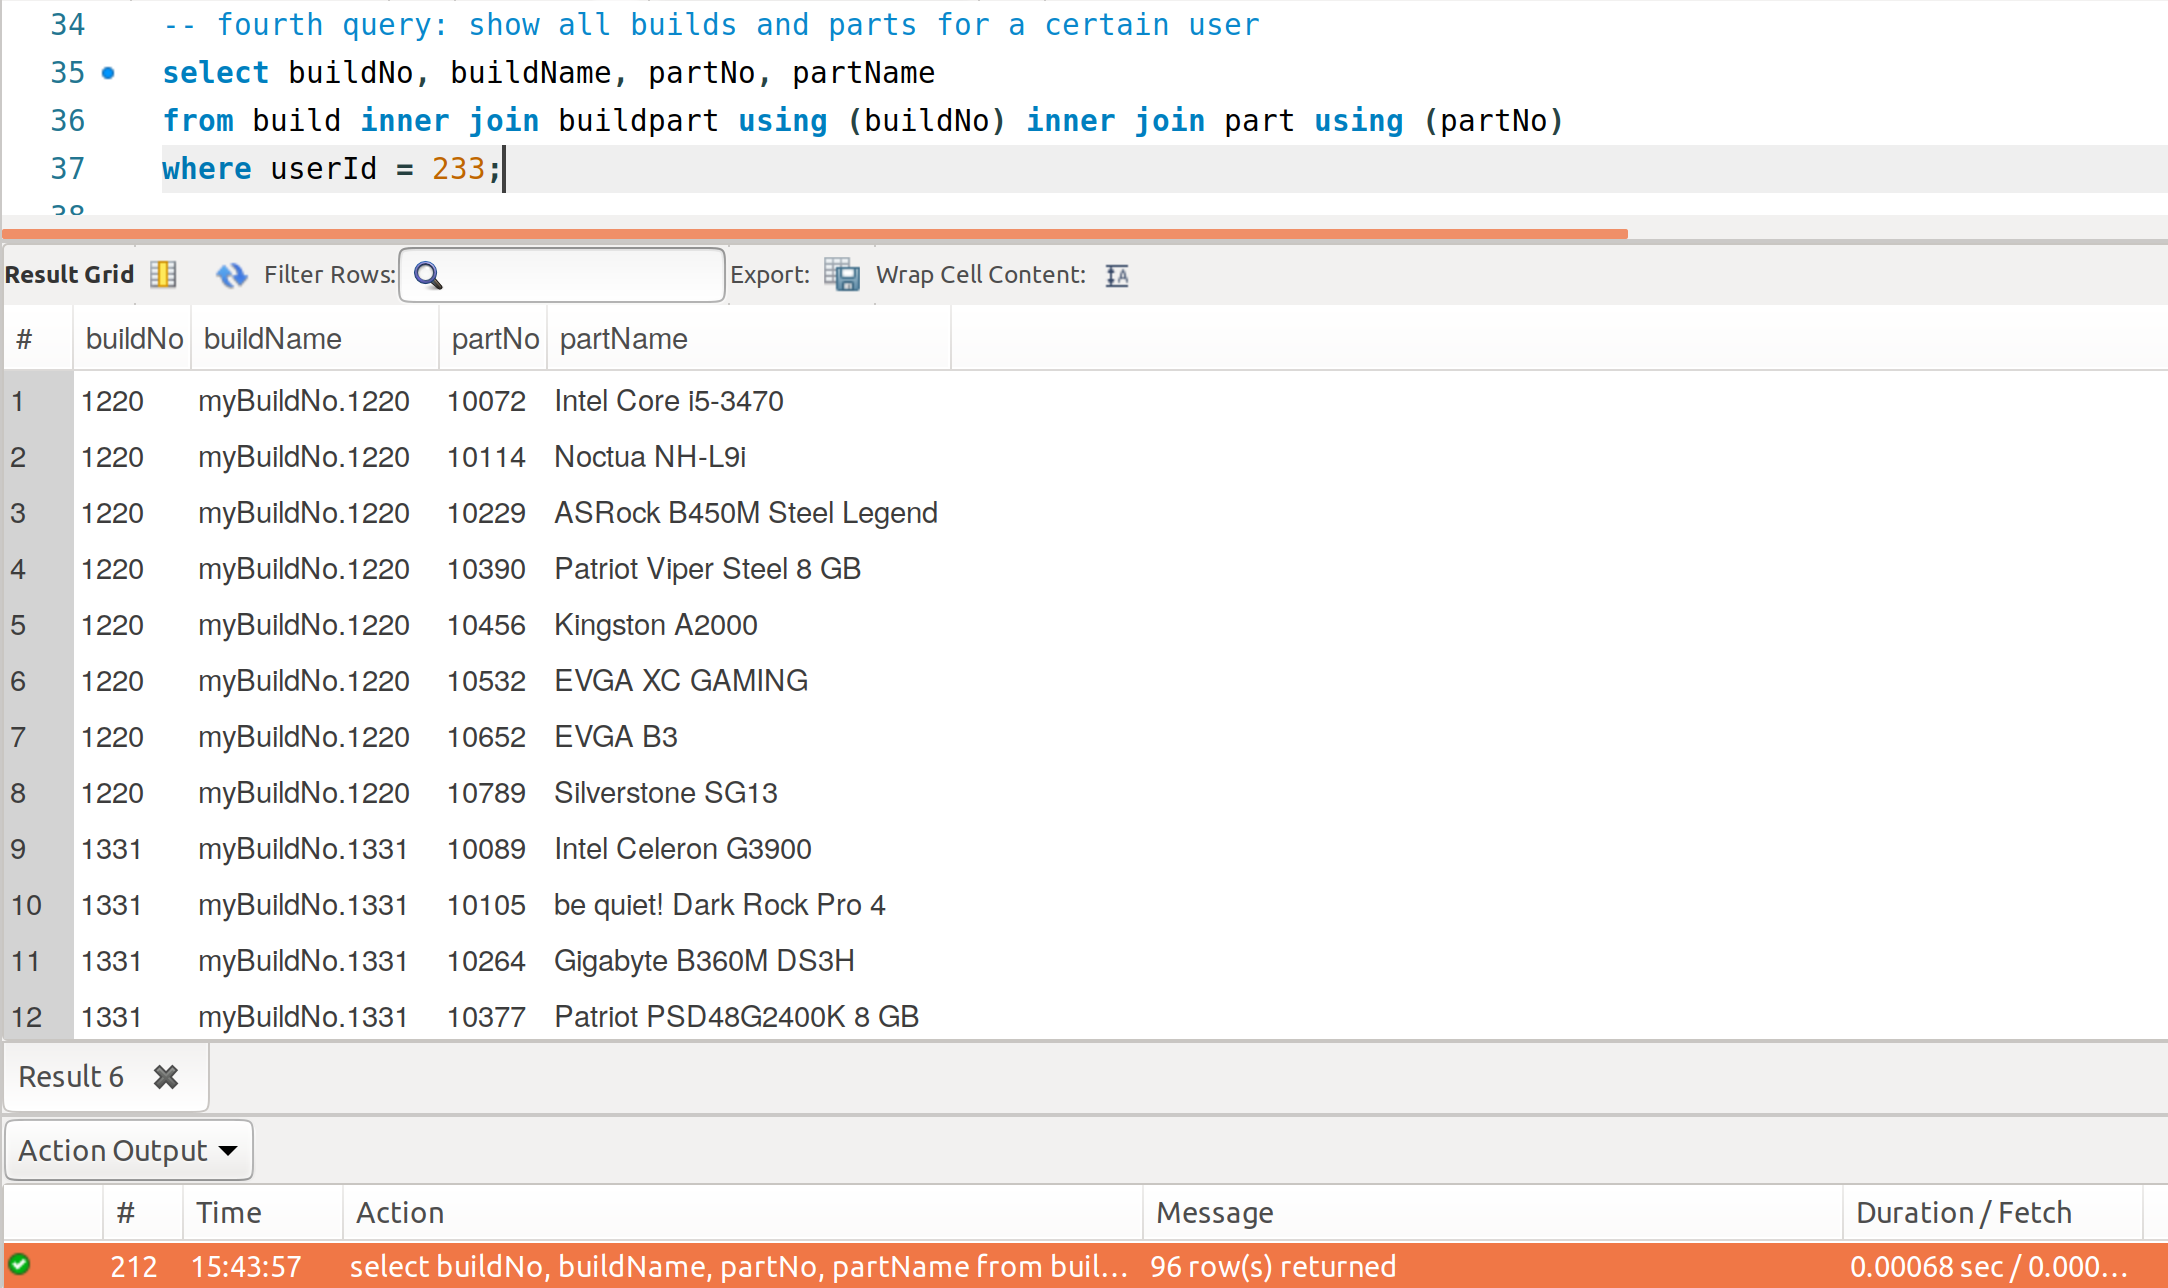 34 -- fourth query: show all builds and parts for a certain user
35 select buildNo, buildName, partNo, partName
36 from build inner join buildpart using (buildNo) inner join part using (partNo)
37 where userId = 233;
38
Result Grid Filter Rows: Export: Wrap Cell Content:
# buildNo buildName partNo partName
1 1220 myBuildNo.1220 10072 Intel Core i5-3470
2 1220 myBuildNo.1220 10114 Noctua NH-L9i
3 1220 myBuildNo.1220 10229 ASRock B450M Steel Legend
4 1220 myBuildNo.1220 10390 Patriot Viper Steel 8 GB
5 1220 myBuildNo.1220 10456 Kingston A2000
6 1220 myBuildNo.1220 10532 EVGA XC GAMING
7 1220 myBuildNo.1220 10652 EVGA B3
8 1220 myBuildNo.1220 10789 Silverstone SG13
9 1331 myBuildNo.1331 10089 Intel Celeron G3900
10 1331 myBuildNo.1331 10105 be quiet! Dark Rock Pro 4
11 1331 myBuildNo.1331 10264 Gigabyte B360M DS3H
12 1331 myBuildNo.1331 10377 Patriot PSD48G2400K 8 GB
Result 6
Action Output
# Time Action Message Duration / Fetch
212 15:43:57 select buildNo, buildName, partNo, partName from buil... 96 row(s) returned 0.00068 sec / 0.000...